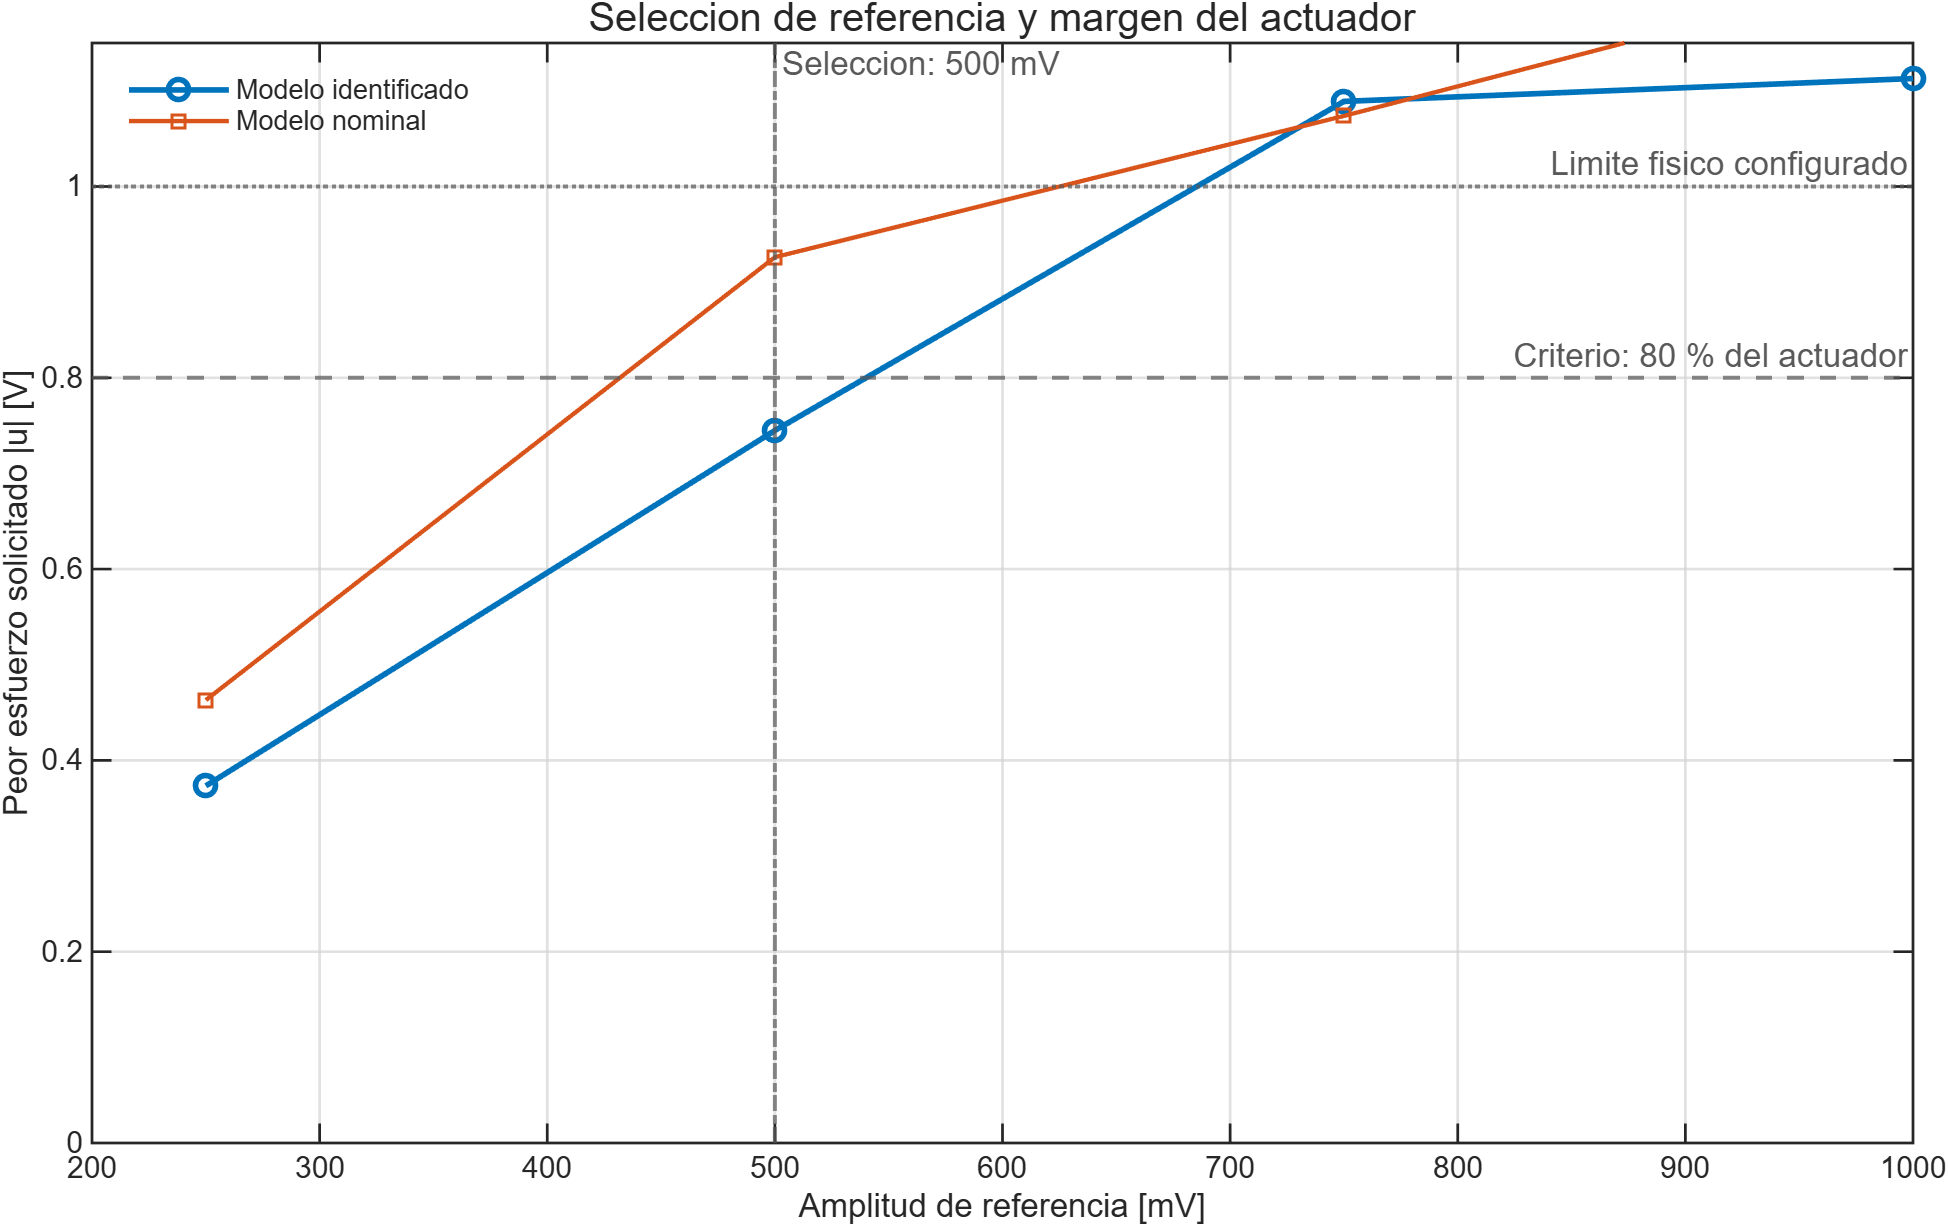 Seleccion de referencia y margen del actuador
Seleccion: 500 mV
Modelo identificado
Modelo nominal
Limite fisico configurado
Criterio: 80 % del actuador
Peor esfuerzo solicitado |u| [V]
1
0.8
0.6
0.4
0.2
0
200 300 400 500 600 700 800 900 1000
Amplitud de referencia [mV]